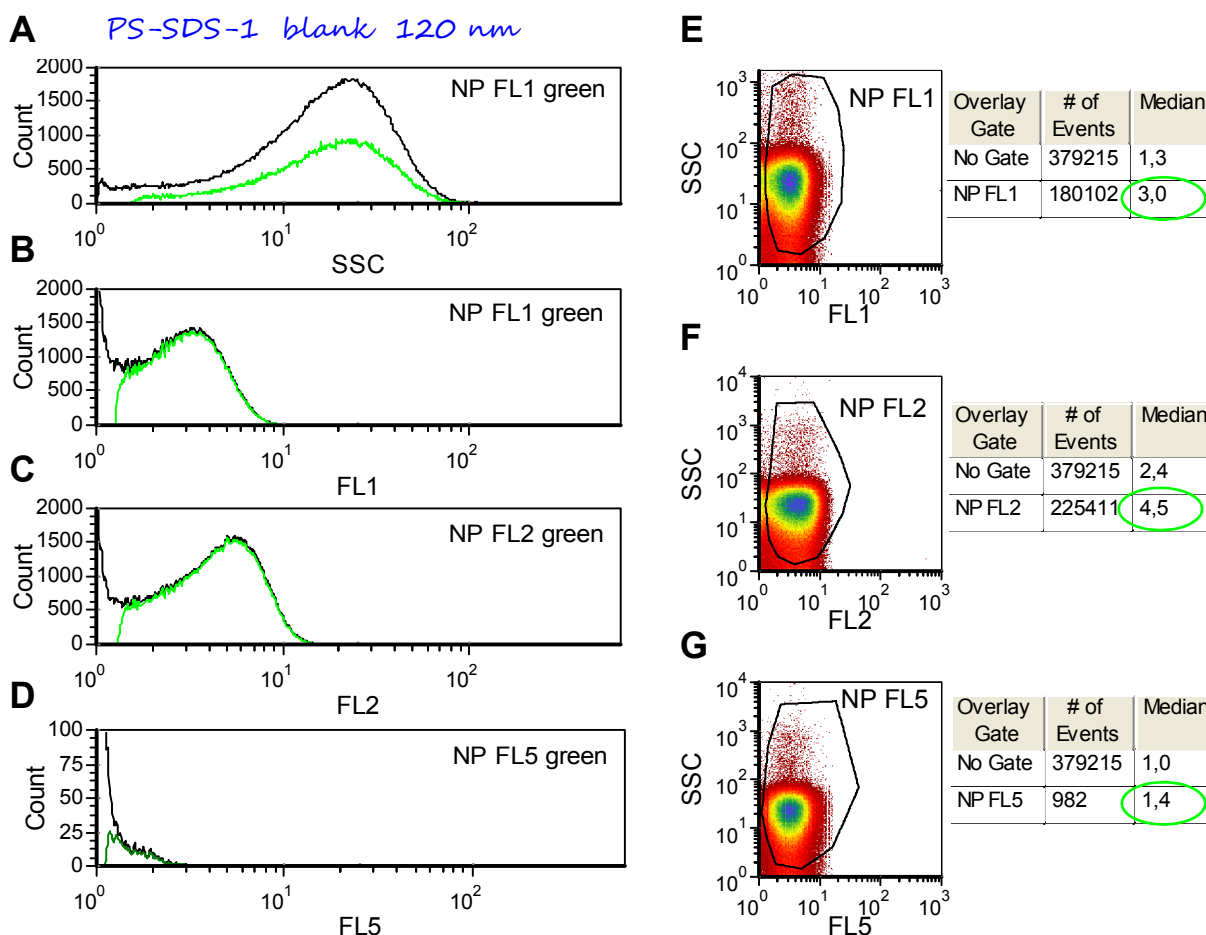 PS-SDS-1 blank 120 nm
A
2000
1500
1000
500
0
Count
NP FL1 green
10^0 10^1 10^2
SSC
B
2000
1500
1000
500
0
Count
NP FL1 green
10^0 10^1 10^2
FL1
C
2000
1500
1000
500
0
Count
NP FL2 green
10^0 10^1 10^2
FL2
D
100
75
50
25
0
Count
NP FL5 green
10^0 10^1 10^2
FL5
E
10^3
10^2
10^1
10^0
SSC
NP FL1
10^0 10^1 10^2 10^3
FL1
Overlay Gate # of Events Median
No Gate 379215 1,3
NP FL1 180102 3,0
F
10^4
10^3
10^2
10^1
10^0
SSC
NP FL2
10^0 10^1 10^2 10^3
FL2
Overlay Gate # of Events Median
No Gate 379215 2,4
NP FL2 225411 4,5
G
10^4
10^3
10^2
10^1
10^0
SSC
NP FL5
10^0 10^1 10^2 10^3
FL5
Overlay Gate # of Events Median
No Gate 379215 1,0
NP FL5 982 1,4